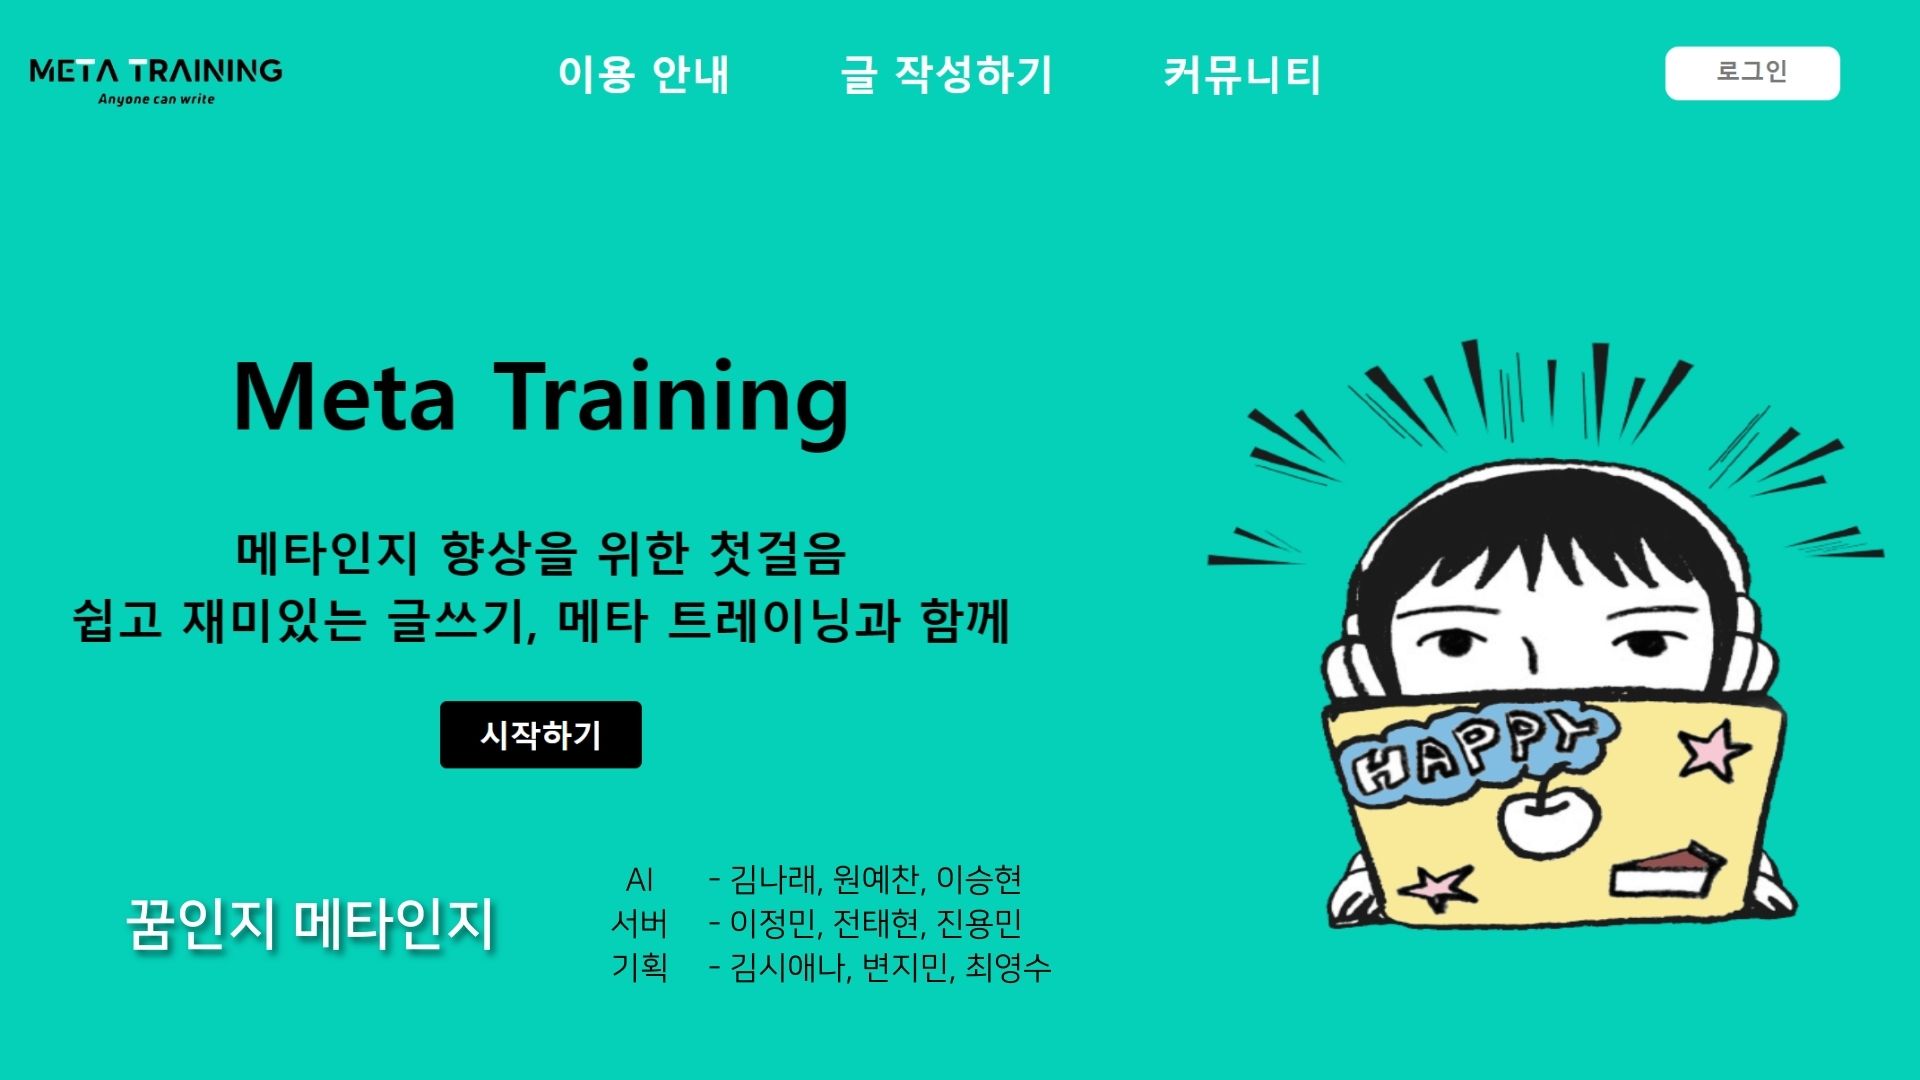 META TRAINING
Anyone can write
이용 안내
글 작성하기
커뮤니티
로그인
Meta Training
메타인지 향상을 위한 첫걸음
쉽고 재미있는 글쓰기, 메타 트레이닝과 함께
시작하기
HAPPY
꿈인지 메타인지
AI - 김나래, 원예찬, 이승현
서버 - 이정민, 전태현, 진용민
기획 - 김시애나, 변지민, 최영수